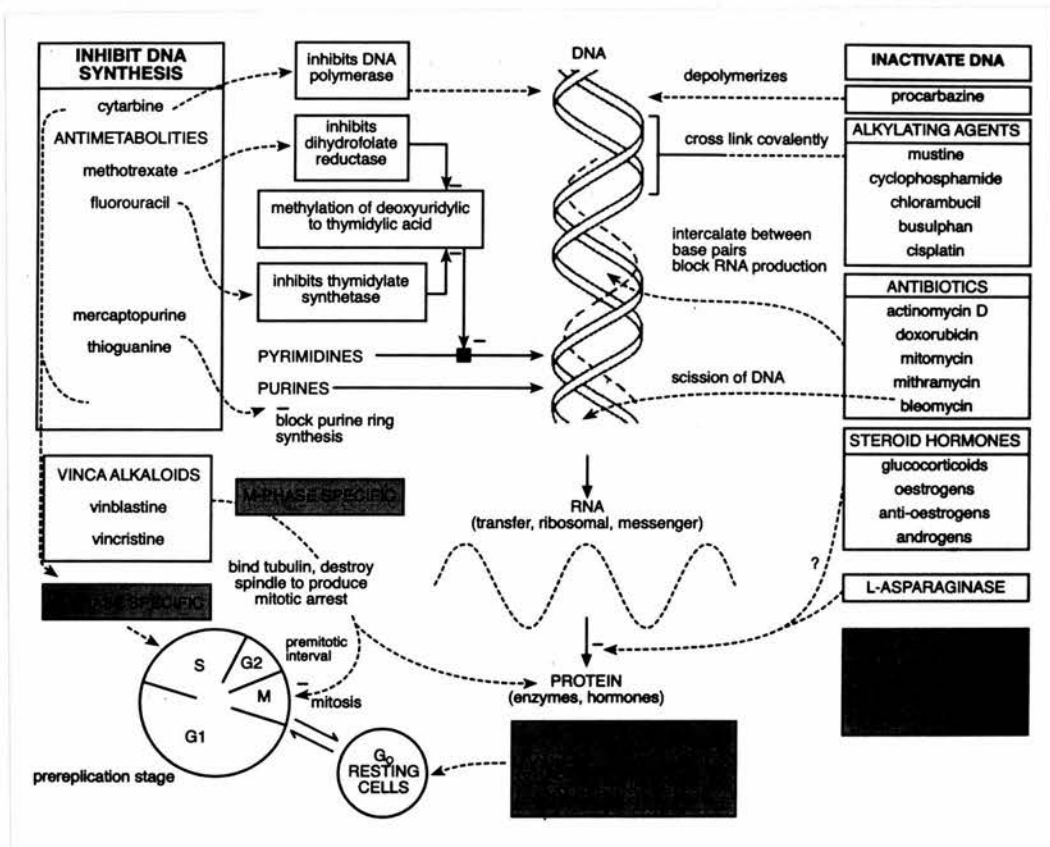 INHIBIT DNA
SYNTHESIS
cytarbine
ANTIMETABOLITIES
methotrexate
fluorouracil
mercaptopurine
thioguanine
inhibits DNA
polymerase
inhibits
dihydrofolate
reductase
methylation of deoxyuridylic
to thymidylic acid
inhibits thymidylate
synthetase
PYRIMIDINES
PURINES
block purine ring
synthesis
DNA
depolymerizes
cross link covalently
intercalate between
base pairs
block RNA production
scission of DNA
INACTIVATE DNA
procarbazine
ALKYLATING AGENTS
mustine
cyclophosphamide
chlorambucil
busulphan
cisplatin
ANTIBIOTICS
actinomycin D
doxorubicin
mitomycin
mithramycin
bleomycin
STEROID HORMONES
glucocorticoids
oestrogens
anti-oestrogens
androgens
?
L-ASPARAGINASE
VINCA ALKALOIDS
vinblastine
vincristine
M-PHASE SPECIFIC
bind tubulin, destroy
spindle to produce
mitotic arrest
PHASE SPECIFIC
RNA
(transfer, ribosomal, messenger)
PROTEIN
(enzymes, hormones)
premitotic
interval
mitosis
S
G2
M
G1
prereplication stage
Go
RESTING
CELLS